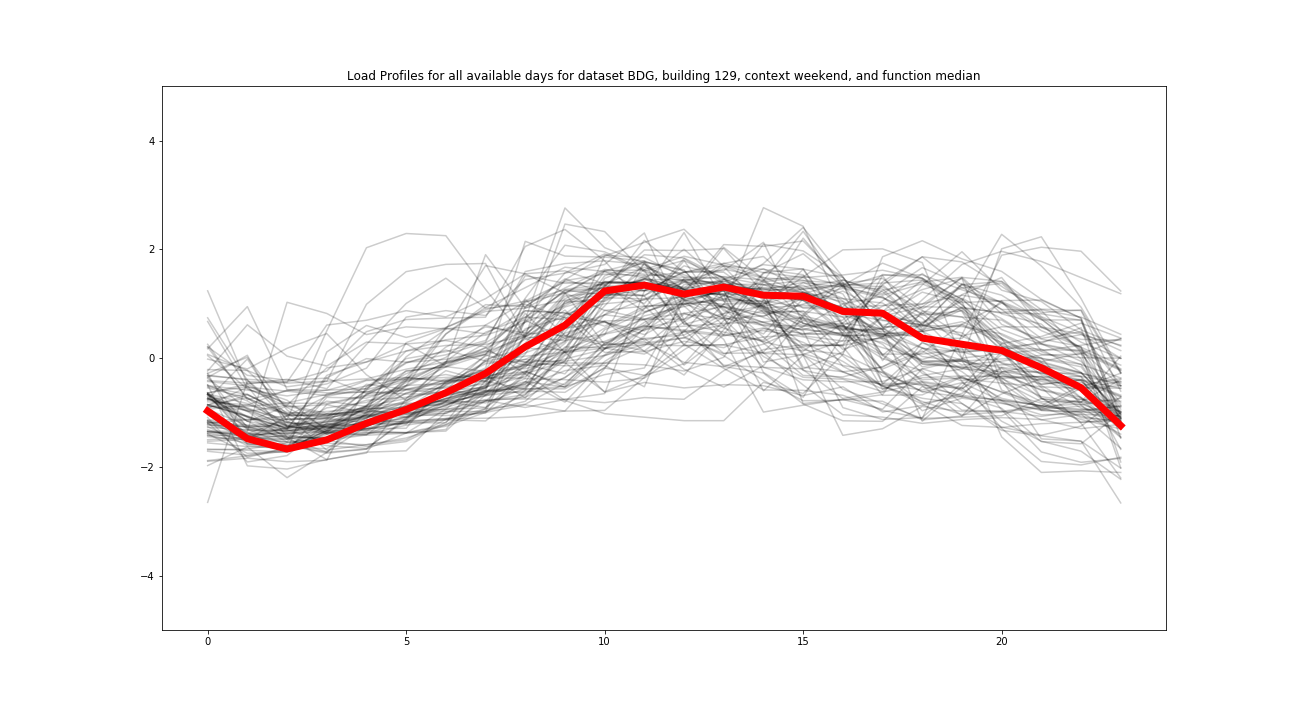 Load Profiles for all available days for dataset BDG, building 129, context weekend, and function median
4
2
0
−2
−4
0 5 10 15 20